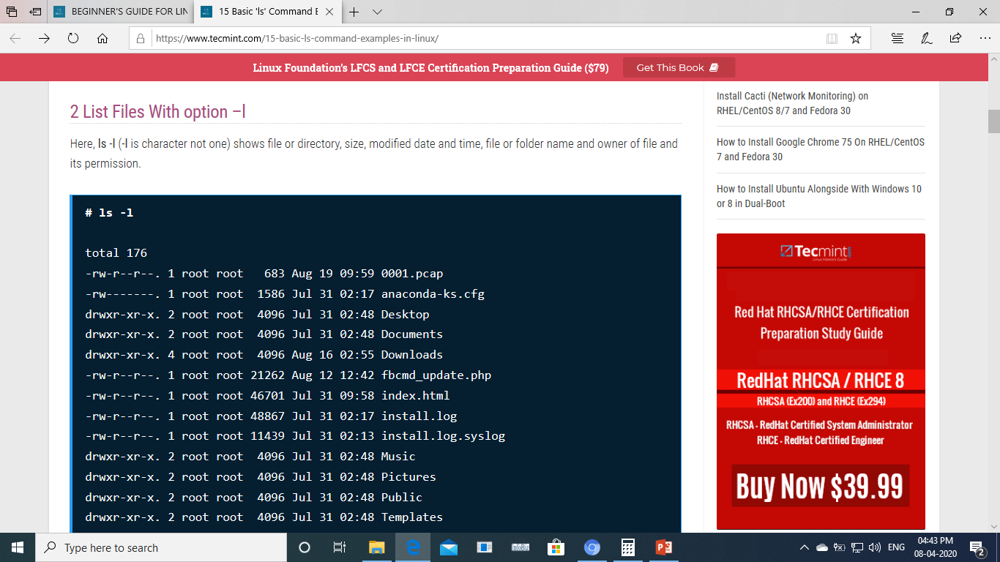 BEGINNER'S GUIDE FOR LIN
15 Basic 'ls' Command E
https://www.tecmint.com/15-basic-ls-command-examples-in-linux/
Linux Foundation's LFCS and LFCE Certification Preparation Guide ($79)
Get This Book
2 List Files With option –l
Here, ls -l (-l is character not one) shows file or directory, size, modified date and time, file or folder name and owner of file and
its permission.
# ls -l
total 176
-rw-r--r--. 1 root root   683 Aug 19 09:59 0001.pcap
-rw-------. 1 root root  1586 Jul 31 02:17 anaconda-ks.cfg
drwxr-xr-x. 2 root root  4096 Jul 31 02:48 Desktop
drwxr-xr-x. 2 root root  4096 Jul 31 02:48 Documents
drwxr-xr-x. 4 root root  4096 Aug 16 02:55 Downloads
-rw-r--r--. 1 root root 21262 Aug 12 12:42 fbcmd_update.php
-rw-r--r--. 1 root root 46701 Jul 31 09:58 index.html
-rw-r--r--. 1 root root 48867 Jul 31 02:17 install.log
-rw-r--r--. 1 root root 11439 Jul 31 02:13 install.log.syslog
drwxr-xr-x. 2 root root  4096 Jul 31 02:48 Music
drwxr-xr-x. 2 root root  4096 Jul 31 02:48 Pictures
drwxr-xr-x. 2 root root  4096 Jul 31 02:48 Public
drwxr-xr-x. 2 root root  4096 Jul 31 02:48 Templates
Install Cacti (Network Monitoring) on
RHEL/CentOS 8/7 and Fedora 30
How to Install Google Chrome 75 On RHEL/CentOS
7 and Fedora 30
How to Install Ubuntu Alongside With Windows 10
or 8 in Dual-Boot
Tecmint
Red Hat RHCSA/RHCE Certification
Preparation Study Guide
RedHat RHCSA / RHCE 8
RHCSA (Ex200) and RHCE (Ex294)
RHCSA - RedHat Certified System Administrator
RHCE - RedHat Certified Engineer
Buy Now $39.99
Type here to search
ENG
04:43 PM
08-04-2020
2